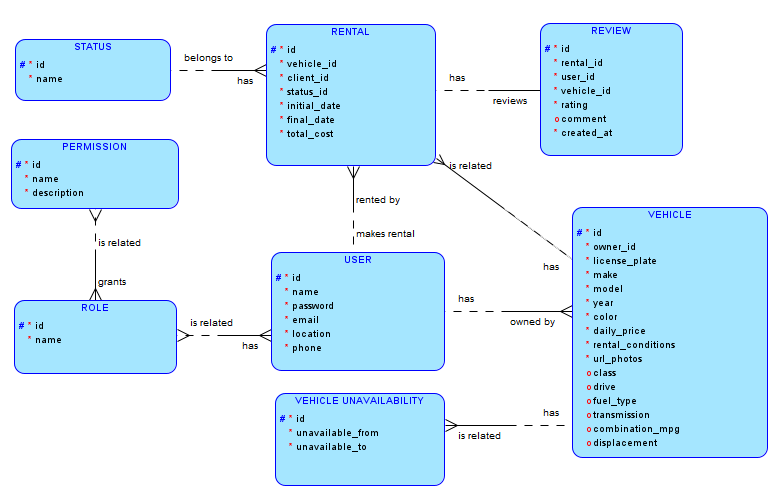 STATUS
# * id
* name
belongs to
has
RENTAL
# * id
* vehicle_id
* client_id
* status_id
* initial_date
* final_date
* total_cost
has
reviews
REVIEW
# * id
* rental_id
* user_id
* vehicle_id
* rating
o comment
* created_at
PERMISSION
# * id
* name
* description
is related
grants
ROLE
# * id
* name
is related
has
rented by
makes rental
USER
# * id
* name
* password
* email
* location
* phone
is related
has
has
owned by
VEHICLE
# * id
* owner_id
* license_plate
* make
* model
* year
* color
* daily_price
* rental_conditions
* url_photos
o class
o drive
o fuel_type
o transmission
o combination_mpg
o displacement
VEHICLE UNAVAILABILITY
# * id
* unavailable_from
* unavailable_to
has
is related